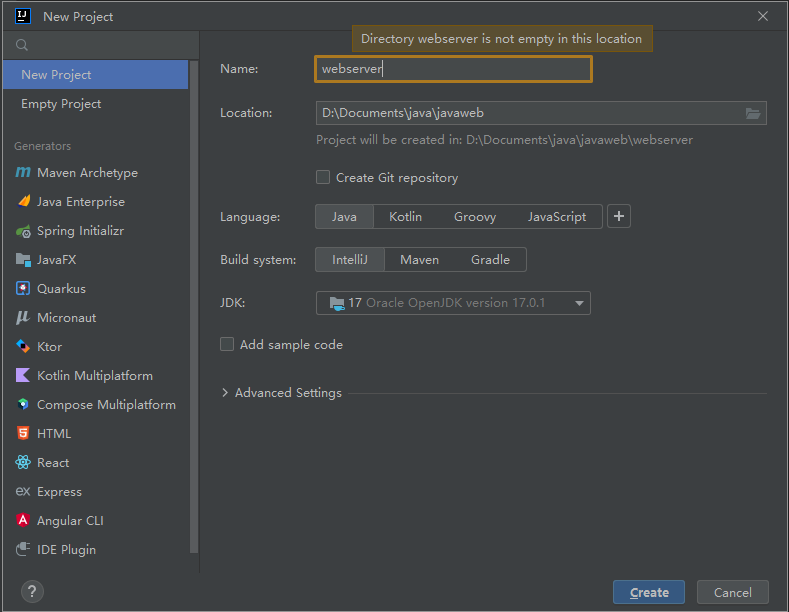 New Project
Directory webserver is not empty in this location
Name: webserver
New Project
Empty Project
Location: D:\Documents\java\javaweb
Project will be created in: D:\Documents\java\javaweb\webserver
Generators
Maven Archetype
Java Enterprise
Spring Initializr
JavaFX
Quarkus
Micronaut
Ktor
Kotlin Multiplatform
Compose Multiplatform
HTML
React
ex Express
Angular CLI
IDE Plugin
Create Git repository
Language: Java Kotlin Groovy JavaScript +
Build system: IntelliJ Maven Gradle
JDK: 17 Oracle OpenJDK version 17.0.1
Add sample code
Advanced Settings
? Create Cancel